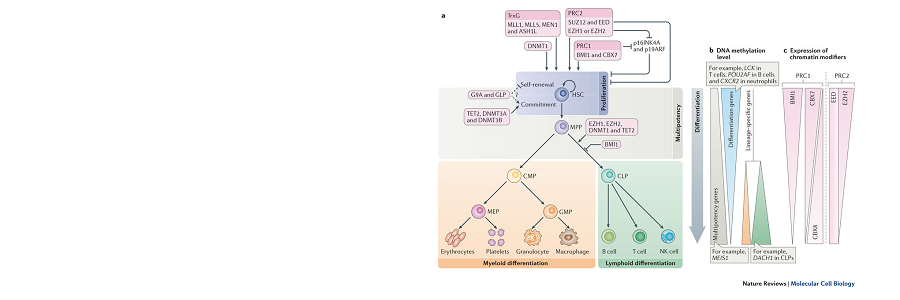 a
TrxG
MLL1, MLL5, MEN1
and ASH1L
PRC2
SUZ12 and EED
EZH1 or EZH2
DNMT1
PRC1
BMI1 and CBX7
p16INK4A
and p19ARF
Self-renewal
HSC
Commitment
Proliferation
G9A and GLP
TET2, DNMT3A
and DNMT3B
MPP
EZH1, EZH2,
DNMT1 and TET2
BMI1
Multipotency
CMP
CLP
MEP
GMP
Erythrocytes
Platelets
Granulocyte
Macrophage
B cell
T cell
NK cell
Myeloid differentiation
Lymphoid differentiation
Differentiation
b DNA methylation
level
For example, LCK in
T cells, POU2AF in B cells
and CXCR2 in neutrophils
Multipotency genes
Differentiation genes
Lineage-specific genes
For example,
MEIS1
For example,
DACH1 in CLPs
c Expression of
chromatin modifiers
PRC1
PRC2
BMI1
CBX7
CBX8
EED
EZH2
Nature Reviews | Molecular Cell Biology